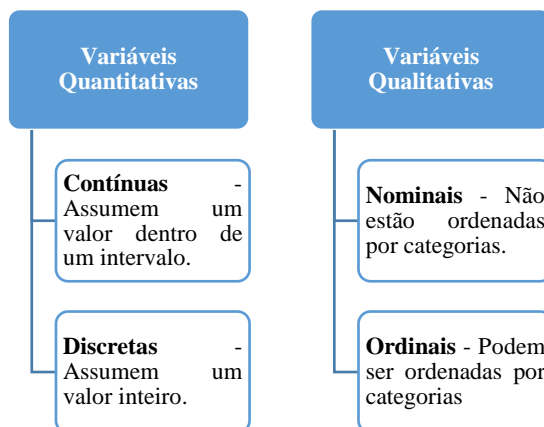 Variáveis
Quantitativas
Contínuas -
Assumem um
valor dentro de
um intervalo.
Discretas -
Assumem um
valor inteiro.
Variáveis
Qualitativas
Nominais - Não
estão ordenadas
por categorias.
Ordinais - Podem
ser ordenadas por
categorias